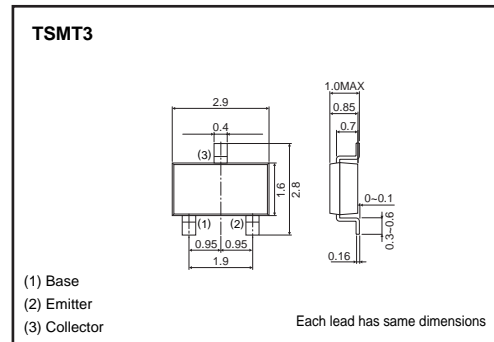 TSMT3
1.0MAX
2.9
0.85
0.4
0.7
(3)
1.6
2.8
0~0.1
(1)
(2)
0.3~0.6
0.95
0.95
0.16
1.9
(1) Base
(2) Emitter
(3) Collector
Each lead has same dimensions